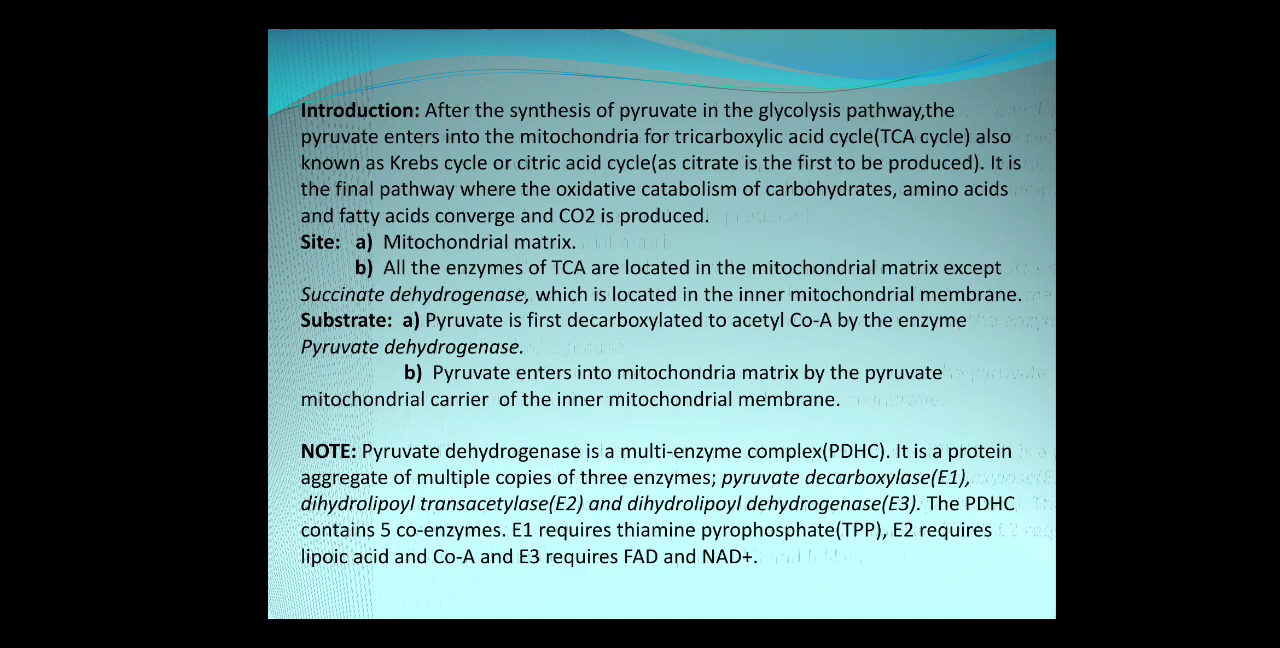 Introduction: After the synthesis of pyruvate in the glycolysis pathway,the
pyruvate enters into the mitochondria for tricarboxylic acid cycle(TCA cycle) also
known as Krebs cycle or citric acid cycle(as citrate is the first to be produced). It is
the final pathway where the oxidative catabolism of carbohydrates, amino acids
and fatty acids converge and CO2 is produced.
Site: a) Mitochondrial matrix.
b) All the enzymes of TCA are located in the mitochondrial matrix except
Succinate dehydrogenase, which is located in the inner mitochondrial membrane.
Substrate: a) Pyruvate is first decarboxylated to acetyl Co-A by the enzyme
Pyruvate dehydrogenase.
b) Pyruvate enters into mitochondria matrix by the pyruvate
mitochondrial carrier of the inner mitochondrial membrane.
NOTE: Pyruvate dehydrogenase is a multi-enzyme complex(PDHC). It is a protein
aggregate of multiple copies of three enzymes; pyruvate decarboxylase(E1),
dihydrolipoyl transacetylase(E2) and dihydrolipoyl dehydrogenase(E3). The PDHC
contains 5 co-enzymes. E1 requires thiamine pyrophosphate(TPP), E2 requires
lipoic acid and Co-A and E3 requires FAD and NAD+.